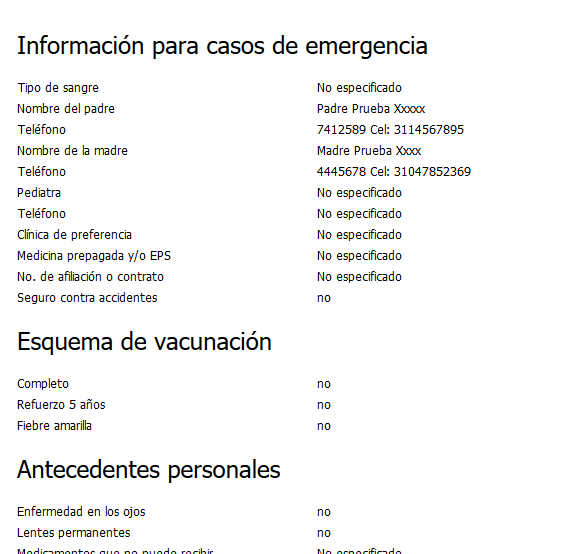 Información para casos de emergencia
Tipo de sangre No especificado
Nombre del padre Padre Prueba Xxxxx
Teléfono 7412589 Cel: 3114567895
Nombre de la madre Madre Prueba Xxxx
Teléfono 4445678 Cel: 31047852369
Pediatra No especificado
Teléfono No especificado
Clínica de preferencia No especificado
Medicina prepagada y/o EPS No especificado
No. de afiliación o contrato No especificado
Seguro contra accidentes no
Esquema de vacunación
Completo no
Refuerzo 5 años no
Fiebre amarilla no
Antecedentes personales
Enfermedad en los ojos no
Lentes permanentes no
Medicamentos que no puede recibir No especificado